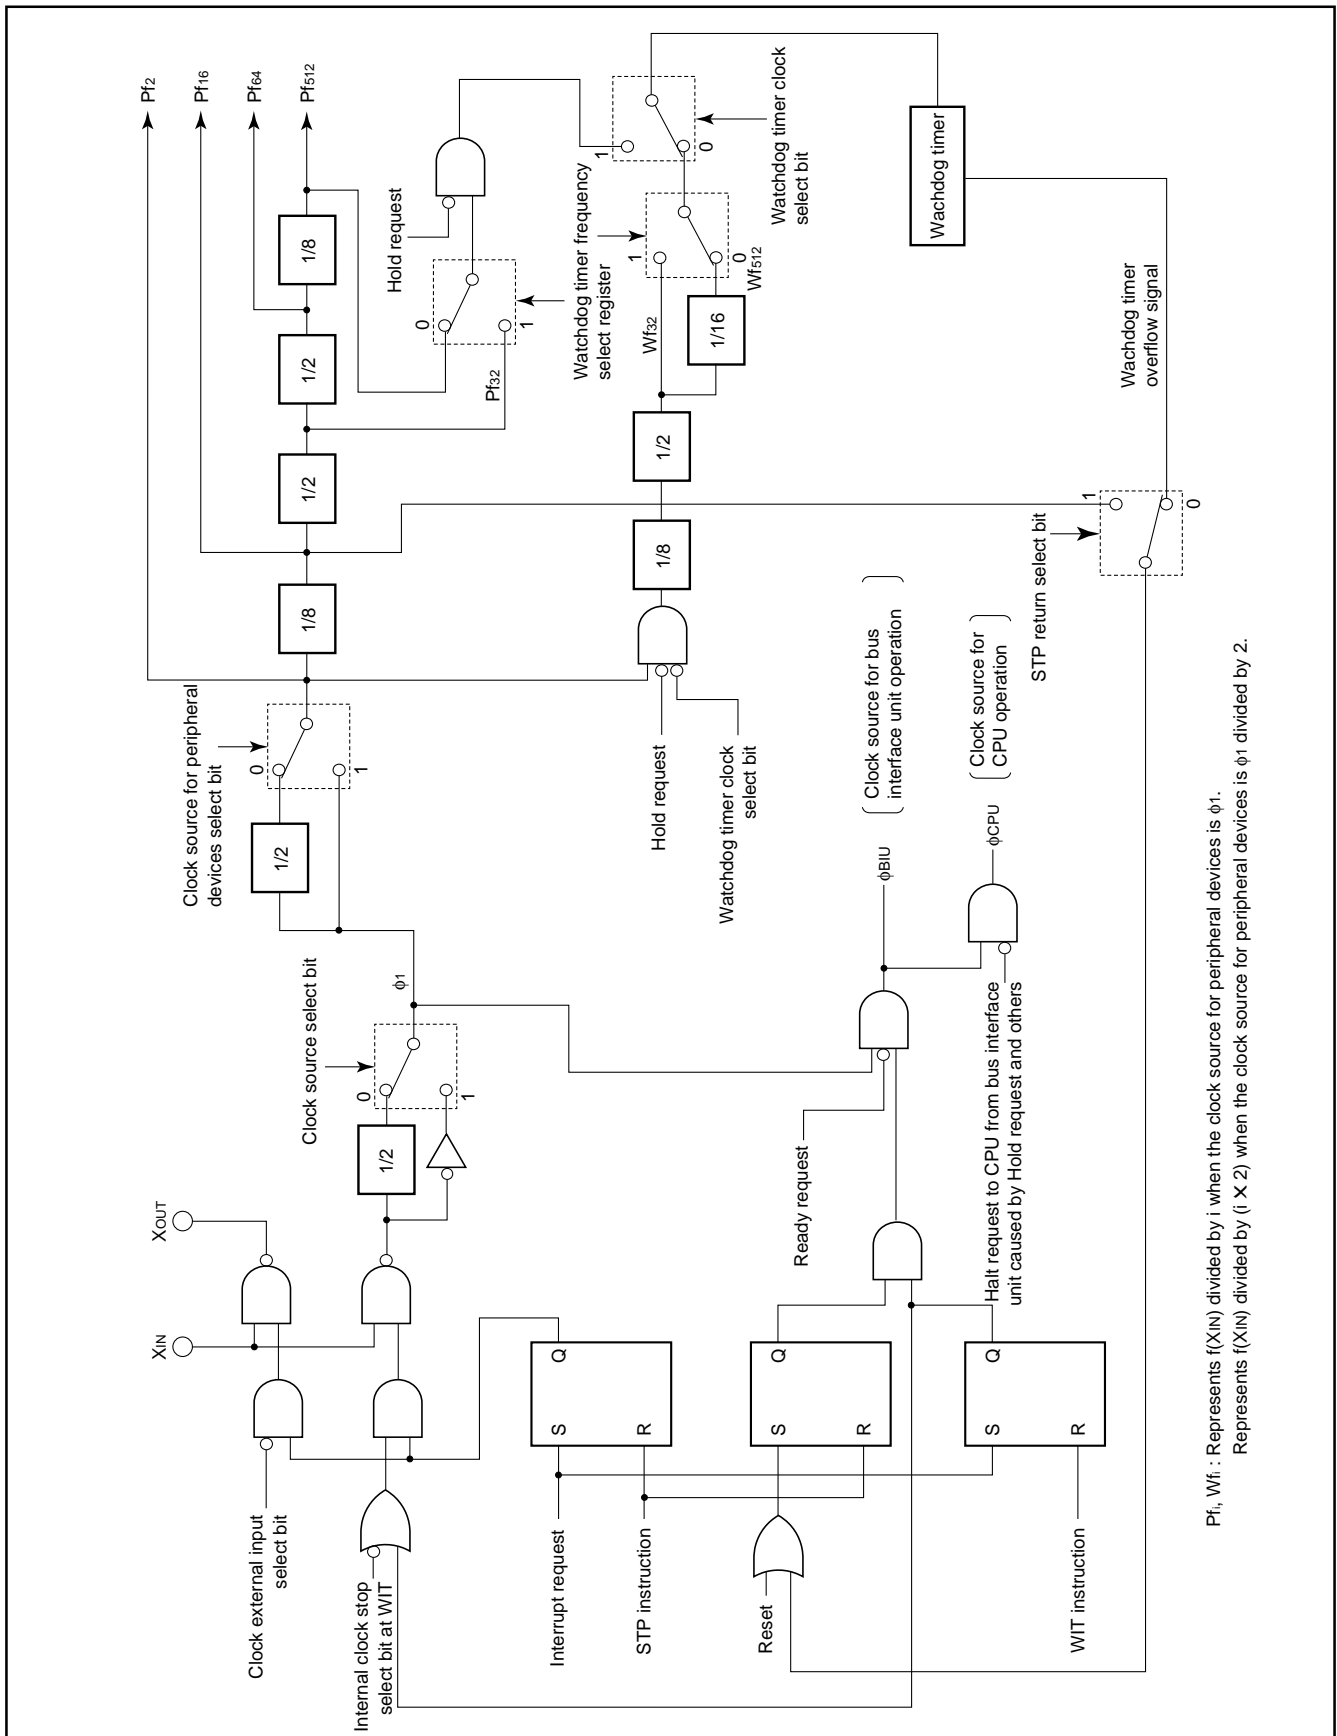 Pf2
Pf16
Pf64
Pf512
1/8
1/2
1/2
1/8
Hold request
0
1
Pf32
Watchdog timer frequency
select register
1
0
Watchdog timer clock
select bit
1
0
Wf32
Wf512
1/16
1/2
1/8
Wachdog timer
Wachdog timer
overflow signal
1
0
STP return select bit
Clock source for peripheral
devices select bit
0
1
1/2
Hold request
Watchdog timer clock
select bit
Clock source for bus
interface unit operation
Clock source for
CPU operation
ϕBIU
ϕCPU
Clock source select bit
ϕ1
0
1
1/2
Ready request
Halt request to CPU from bus interface
unit caused by Hold request and others
XOUT
XIN
Q
S
R
Q
S
R
Q
S
R
Clock external input
select bit
Internal clock stop
select bit at WIT
Interrupt request
STP instruction
Reset
WIT instruction
Pfi, Wfi : Represents f(XIN) divided by i when the clock source for peripheral devices is ϕ1.
Represents f(XIN) divided by (i × 2) when the clock source for peripheral devices is ϕ1 divided by 2.